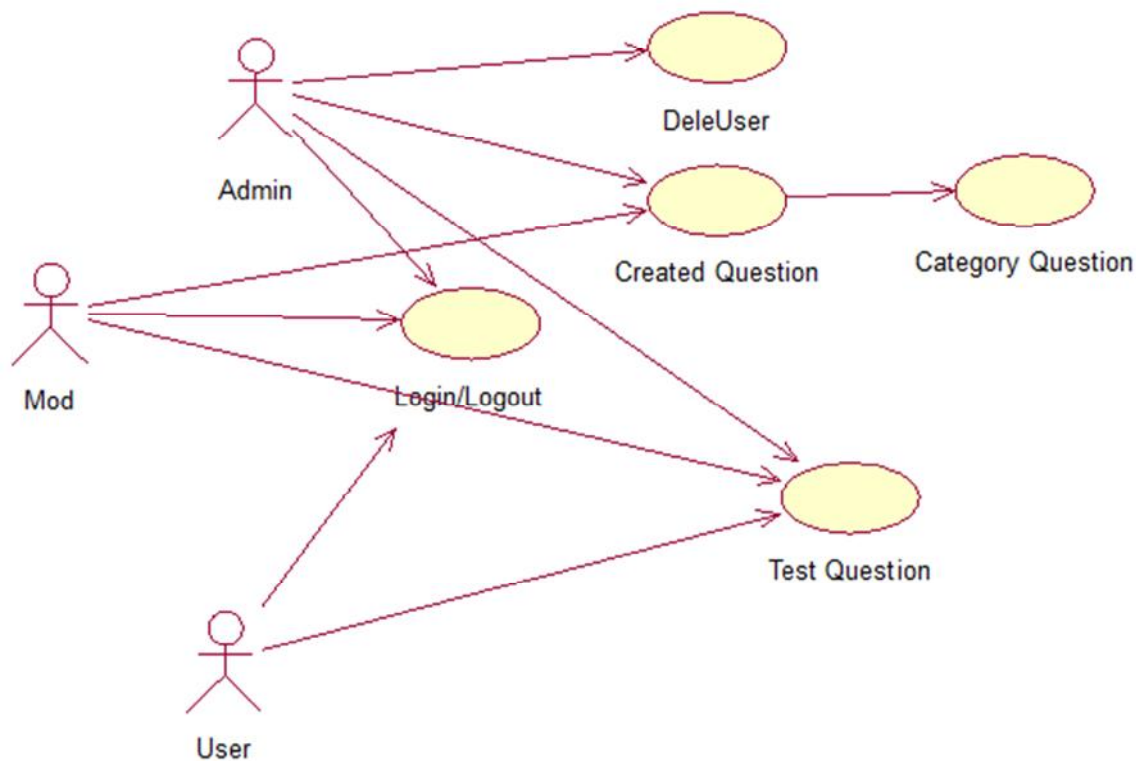 DeleUser
Admin
Created Question
Category Question
Mod
Login/Logout
Test Question
User